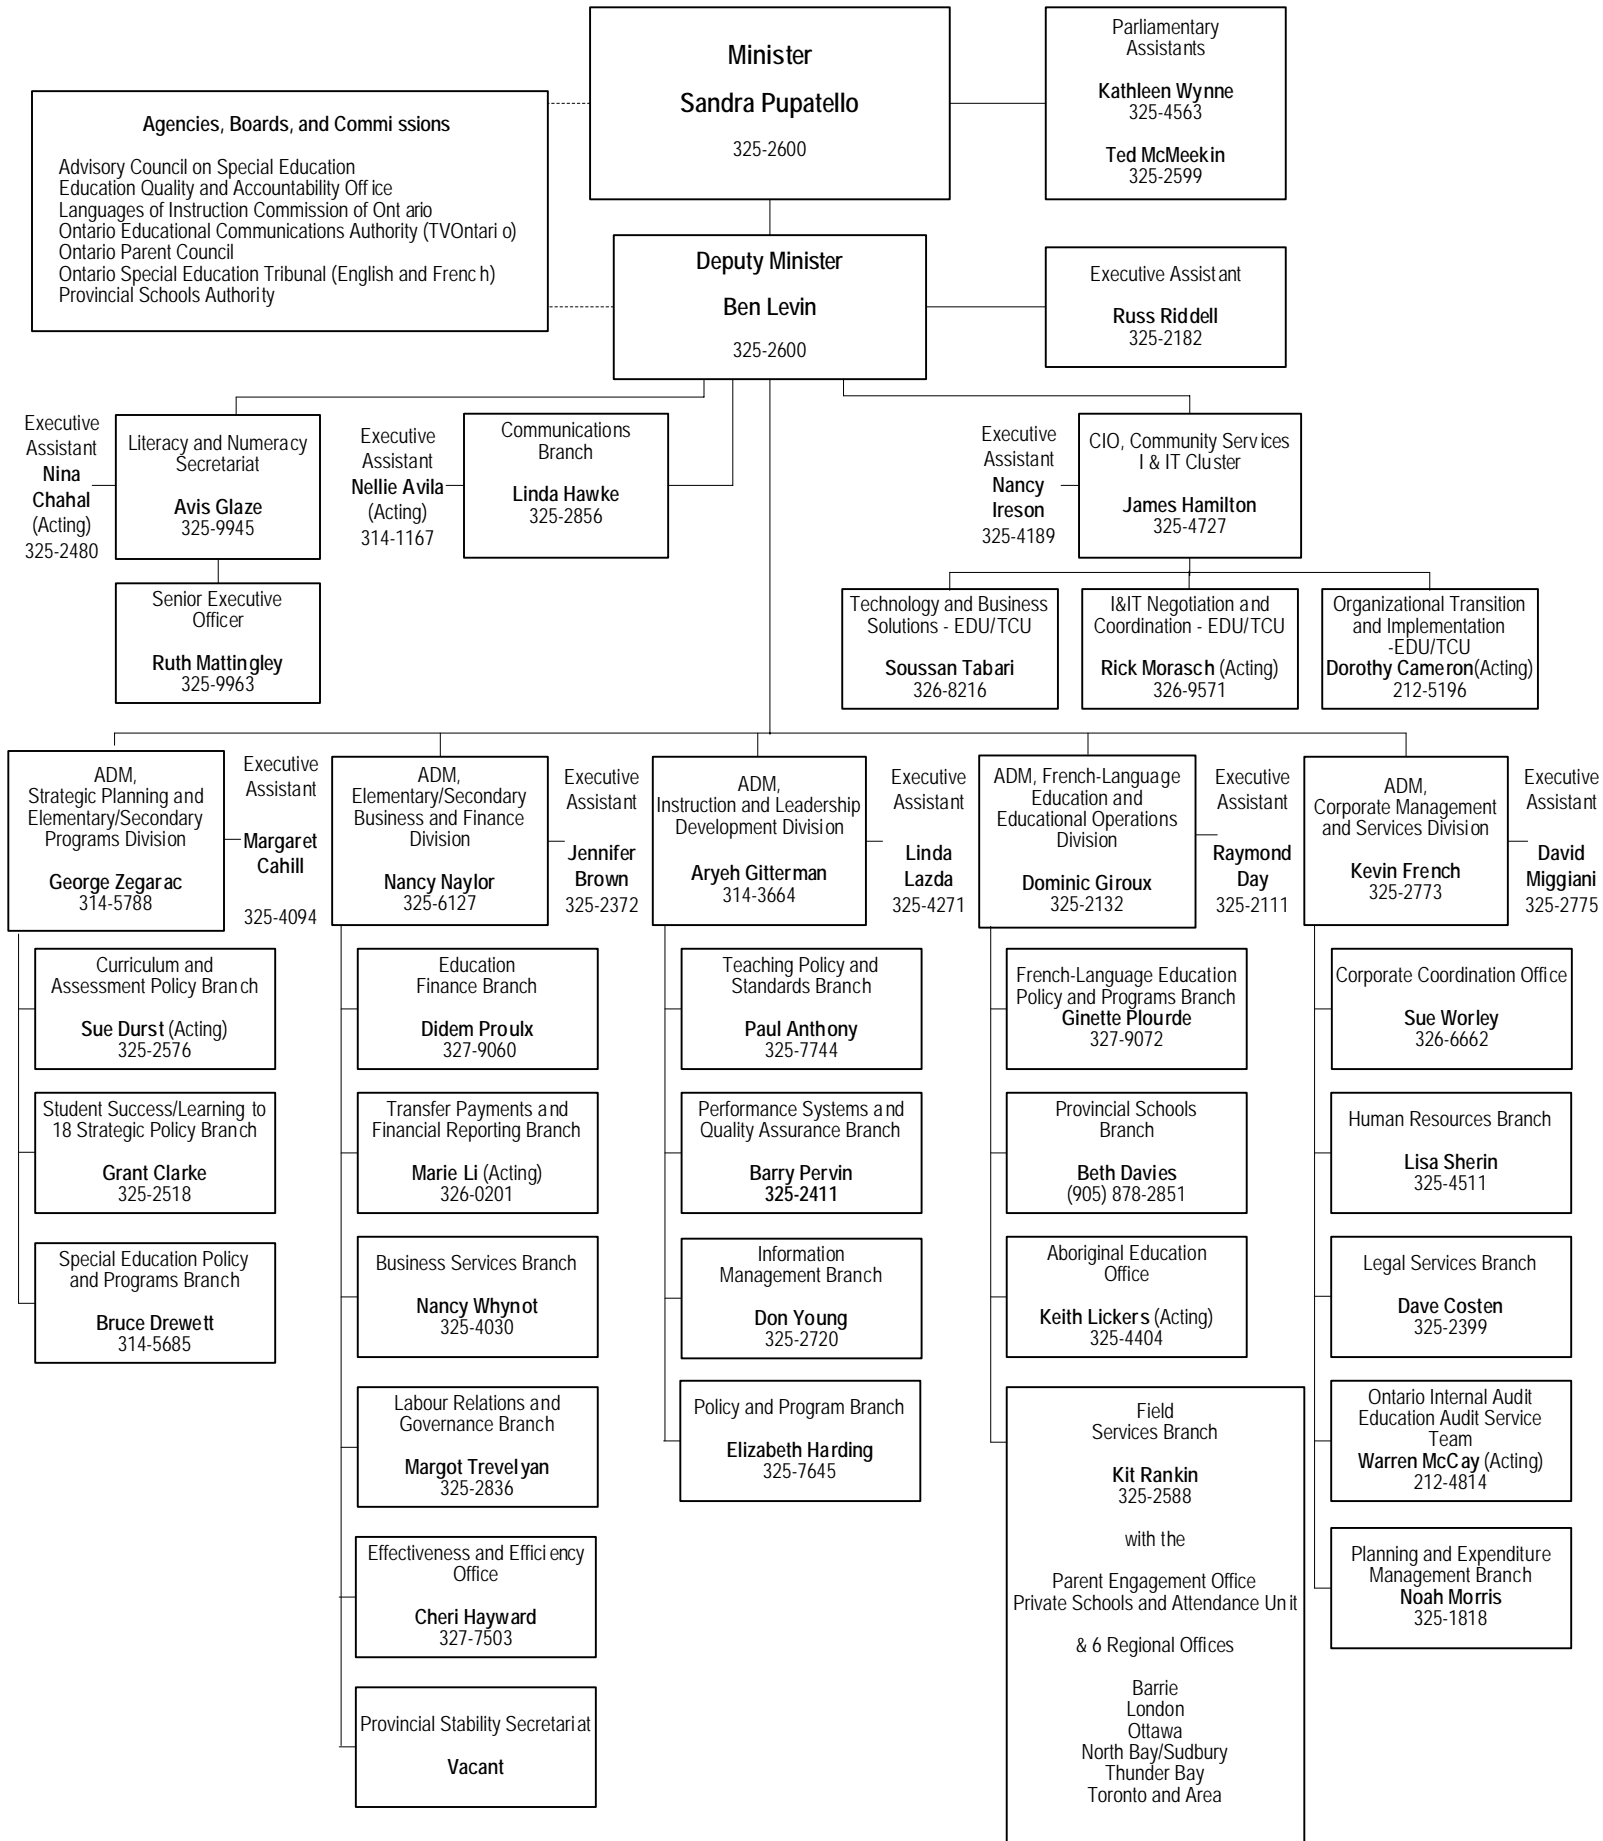 Minister
Sandra Pupatello
325-2600
Parliamentary
Assistants
Kathleen Wynne
325-4563
Ted McMeekin
325-2599
Agencies, Boards, and Commissions
Advisory Council on Special Education
Education Quality and Accountability Office
Languages of Instruction Commission of Ontario
Ontario Educational Communications Authority (TVOntario)
Ontario Parent Council
Ontario Special Education Tribunal (English and French)
Provincial Schools Authority
Deputy Minister
Ben Levin
325-2600
Executive Assistant
Russ Riddell
325-2182
Executive
Assistant
Nina
Chahal
(Acting)
325-2480
Literacy and Numeracy
Secretariat
Avis Glaze
325-9945
Executive
Assistant
Nellie Avila
(Acting)
314-1167
Communications
Branch
Linda Hawke
325-2856
Executive
Assistant
Nancy
Ireson
325-4189
CIO, Community Services
I & IT Cluster
James Hamilton
325-4727
Senior Executive
Officer
Ruth Mattingley
325-9963
Technology and Business
Solutions - EDU/TCU
Soussan Tabari
326-8216
I&IT Negotiation and
Coordination - EDU/TCU
Rick Morasch (Acting)
326-9571
Organizational Transition
and Implementation
-EDU/TCU
Dorothy Cameron(Acting)
212-5196
ADM,
Strategic Planning and
Elementary/Secondary
Programs Division
George Zegarac
314-5788
Executive
Assistant
Margaret
Cahill
325-4094
ADM,
Elementary/Secondary
Business and Finance
Division
Nancy Naylor
325-6127
Executive
Assistant
Jennifer
Brown
325-2372
ADM,
Instruction and Leadership
Development Division
Aryeh Gitterman
314-3664
Executive
Assistant
Linda
Lazda
325-4271
ADM, French-Language
Education and
Educational Operations
Division
Dominic Giroux
325-2132
Executive
Assistant
Raymond
Day
325-2111
ADM,
Corporate Management
and Services Division
Kevin French
325-2773
Executive
Assistant
David
Miggiani
325-2775
Curriculum and
Assessment Policy Branch
Sue Durst (Acting)
325-2576
Student Success/Learning to
18 Strategic Policy Branch
Grant Clarke
325-2518
Special Education Policy
and Programs Branch
Bruce Drewett
314-5685
Education
Finance Branch
Didem Proulx
327-9060
Transfer Payments and
Financial Reporting Branch
Marie Li (Acting)
326-0201
Business Services Branch
Nancy Whynot
325-4030
Labour Relations and
Governance Branch
Margot Trevelyan
325-2836
Effectiveness and Efficiency
Office
Cheri Hayward
327-7503
Provincial Stability Secretariat
Vacant
Teaching Policy and
Standards Branch
Paul Anthony
325-7744
Performance Systems and
Quality Assurance Branch
Barry Pervin
325-2411
Information
Management Branch
Don Young
325-2720
Policy and Program Branch
Elizabeth Harding
325-7645
French-Language Education
Policy and Programs Branch
Ginette Plourde
327-9072
Provincial Schools
Branch
Beth Davies
(905) 878-2851
Aboriginal Education
Office
Keith Lickers (Acting)
325-4404
Field
Services Branch
Kit Rankin
325-2588
with the
Parent Engagement Office
Private Schools and Attendance Unit
& 6 Regional Offices
Barrie
London
Ottawa
North Bay/Sudbury
Thunder Bay
Toronto and Area
Corporate Coordination Office
Sue Worley
326-6662
Human Resources Branch
Lisa Sherin
325-4511
Legal Services Branch
Dave Costen
325-2399
Ontario Internal Audit
Education Audit Service
Team
Warren McCay (Acting)
212-4814
Planning and Expenditure
Management Branch
Noah Morris
325-1818